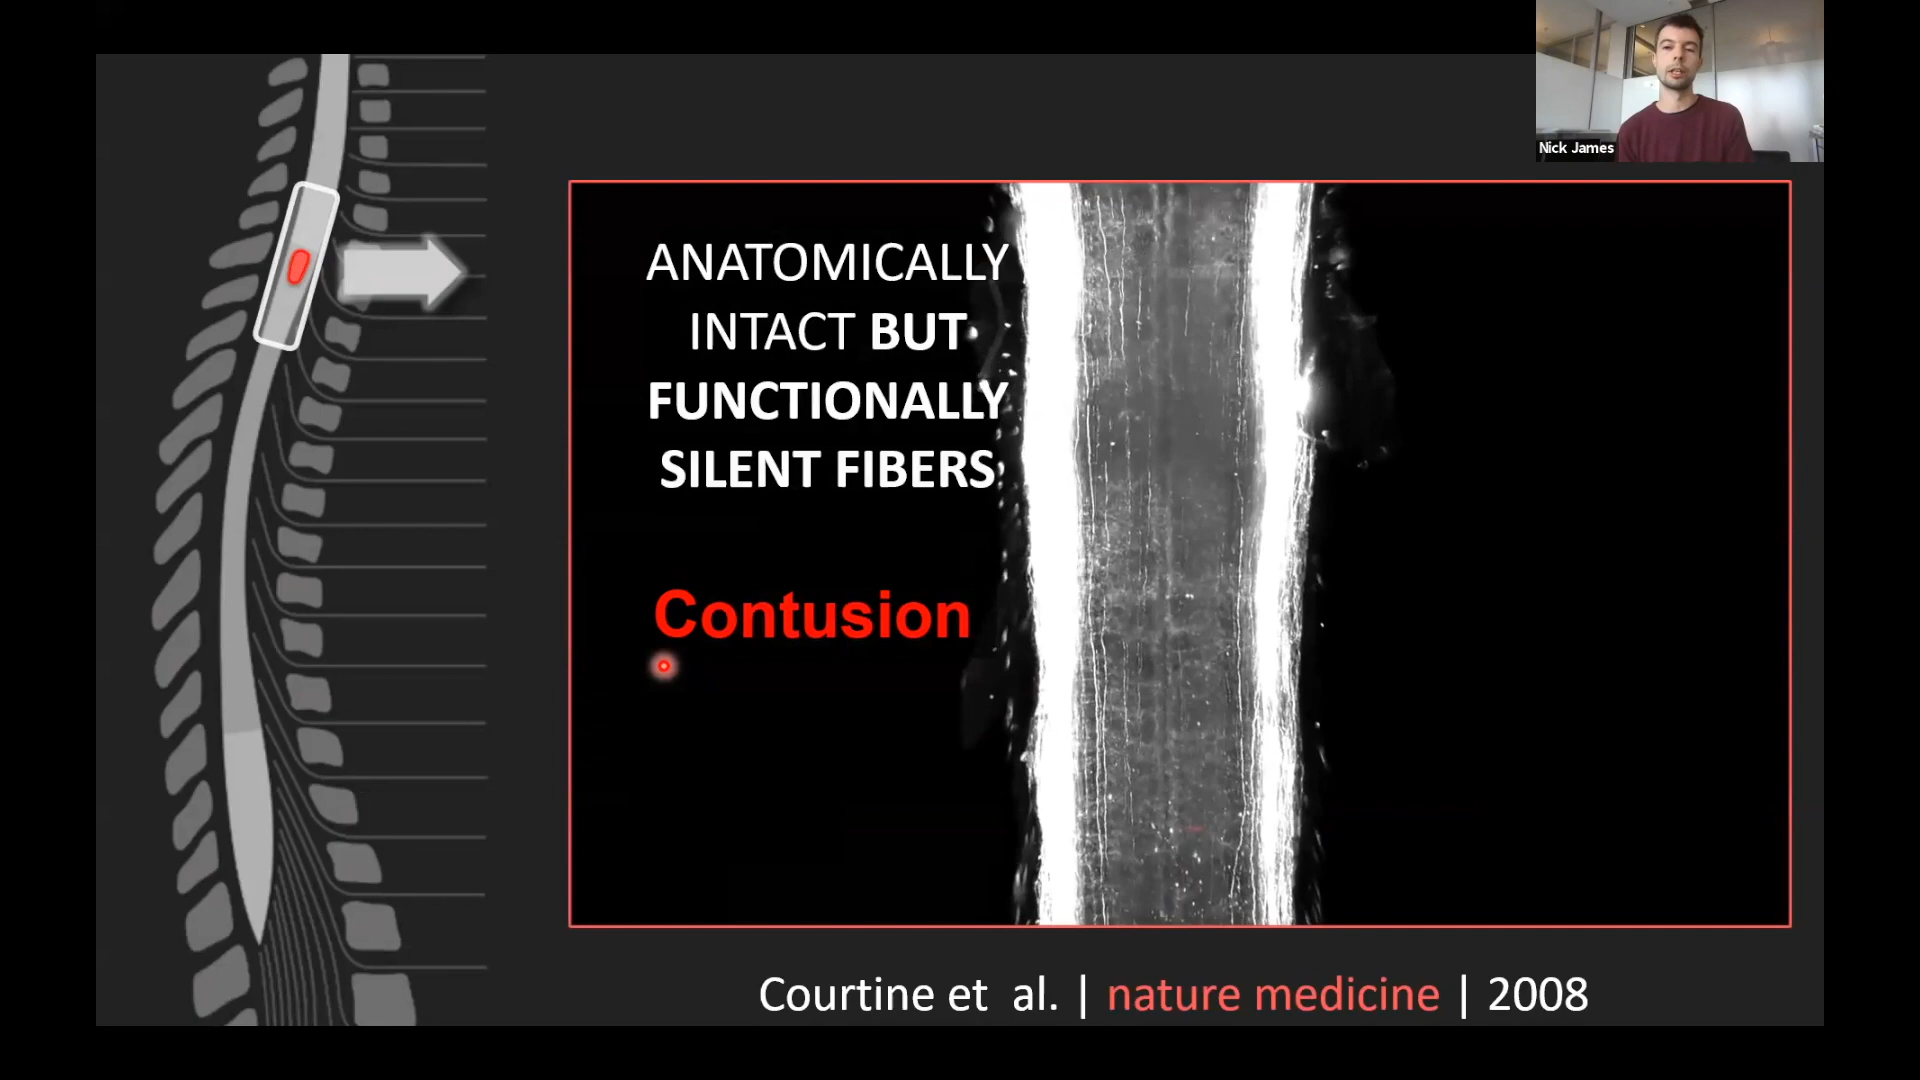 Nick James
ANATOMICALLY
INTACT BUT
FUNCTIONALLY
SILENT FIBERS
Contusion
Courtine et al. | nature medicine | 2008